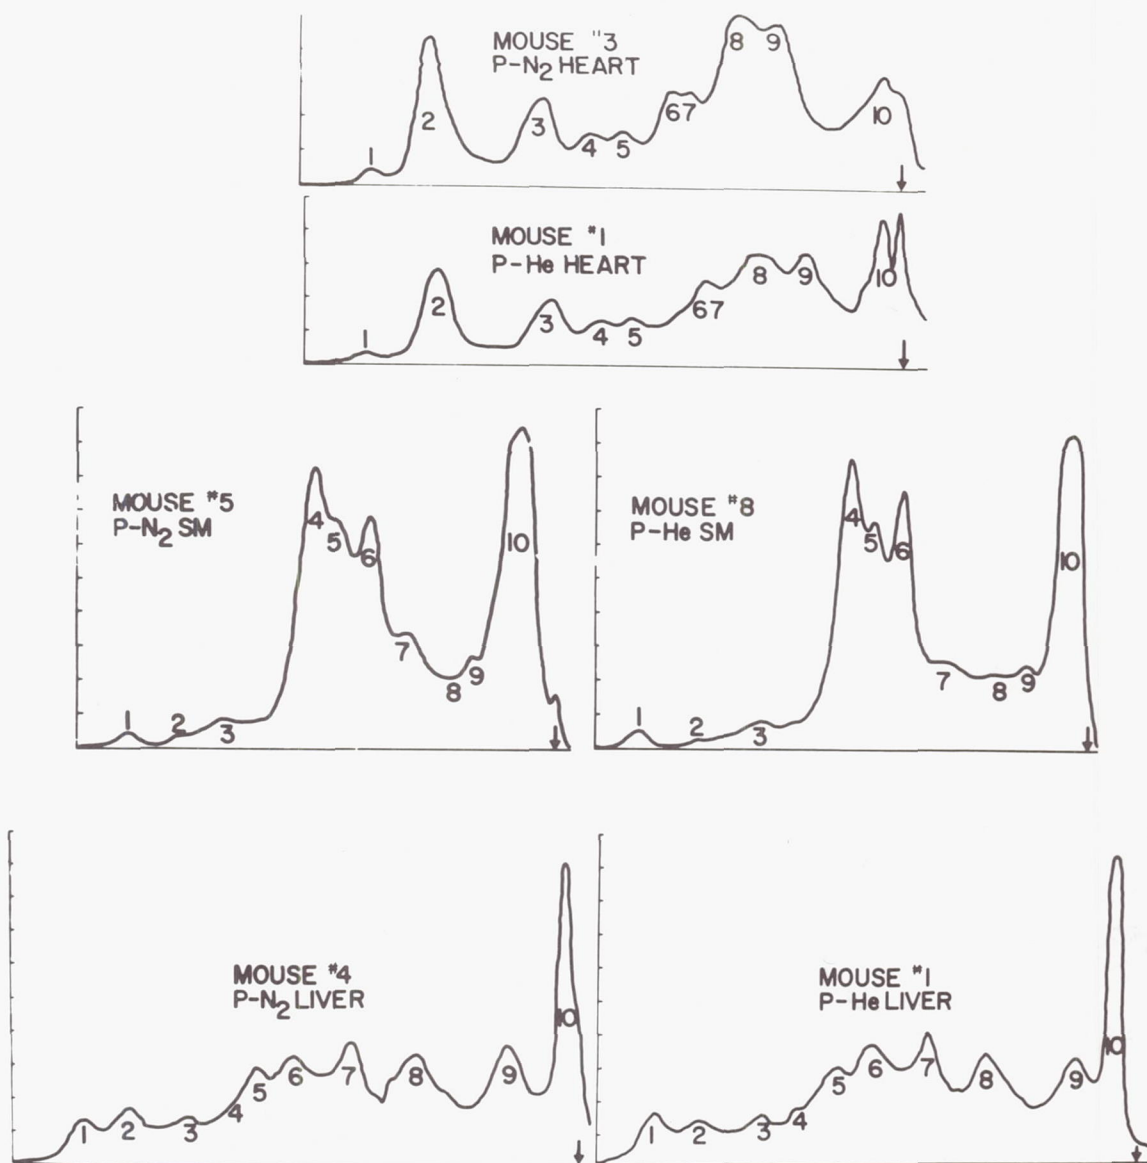 MOUSE "3
P-N2 HEART
1 2 3 4 5 67 8 9 10
MOUSE #1
P-He HEART
1 2 3 4 5 67 8 9 10
MOUSE #5
P-N2 SM
1 2 3 4 5 6 7 8 9 10
MOUSE #8
P-He SM
1 2 3 4 5 6 7 8 9 10
MOUSE #4
P-N2 LIVER
1 2 3 4 5 6 7 8 9 10
MOUSE #1
P-He LIVER
1 2 3 4 5 6 7 8 9 10